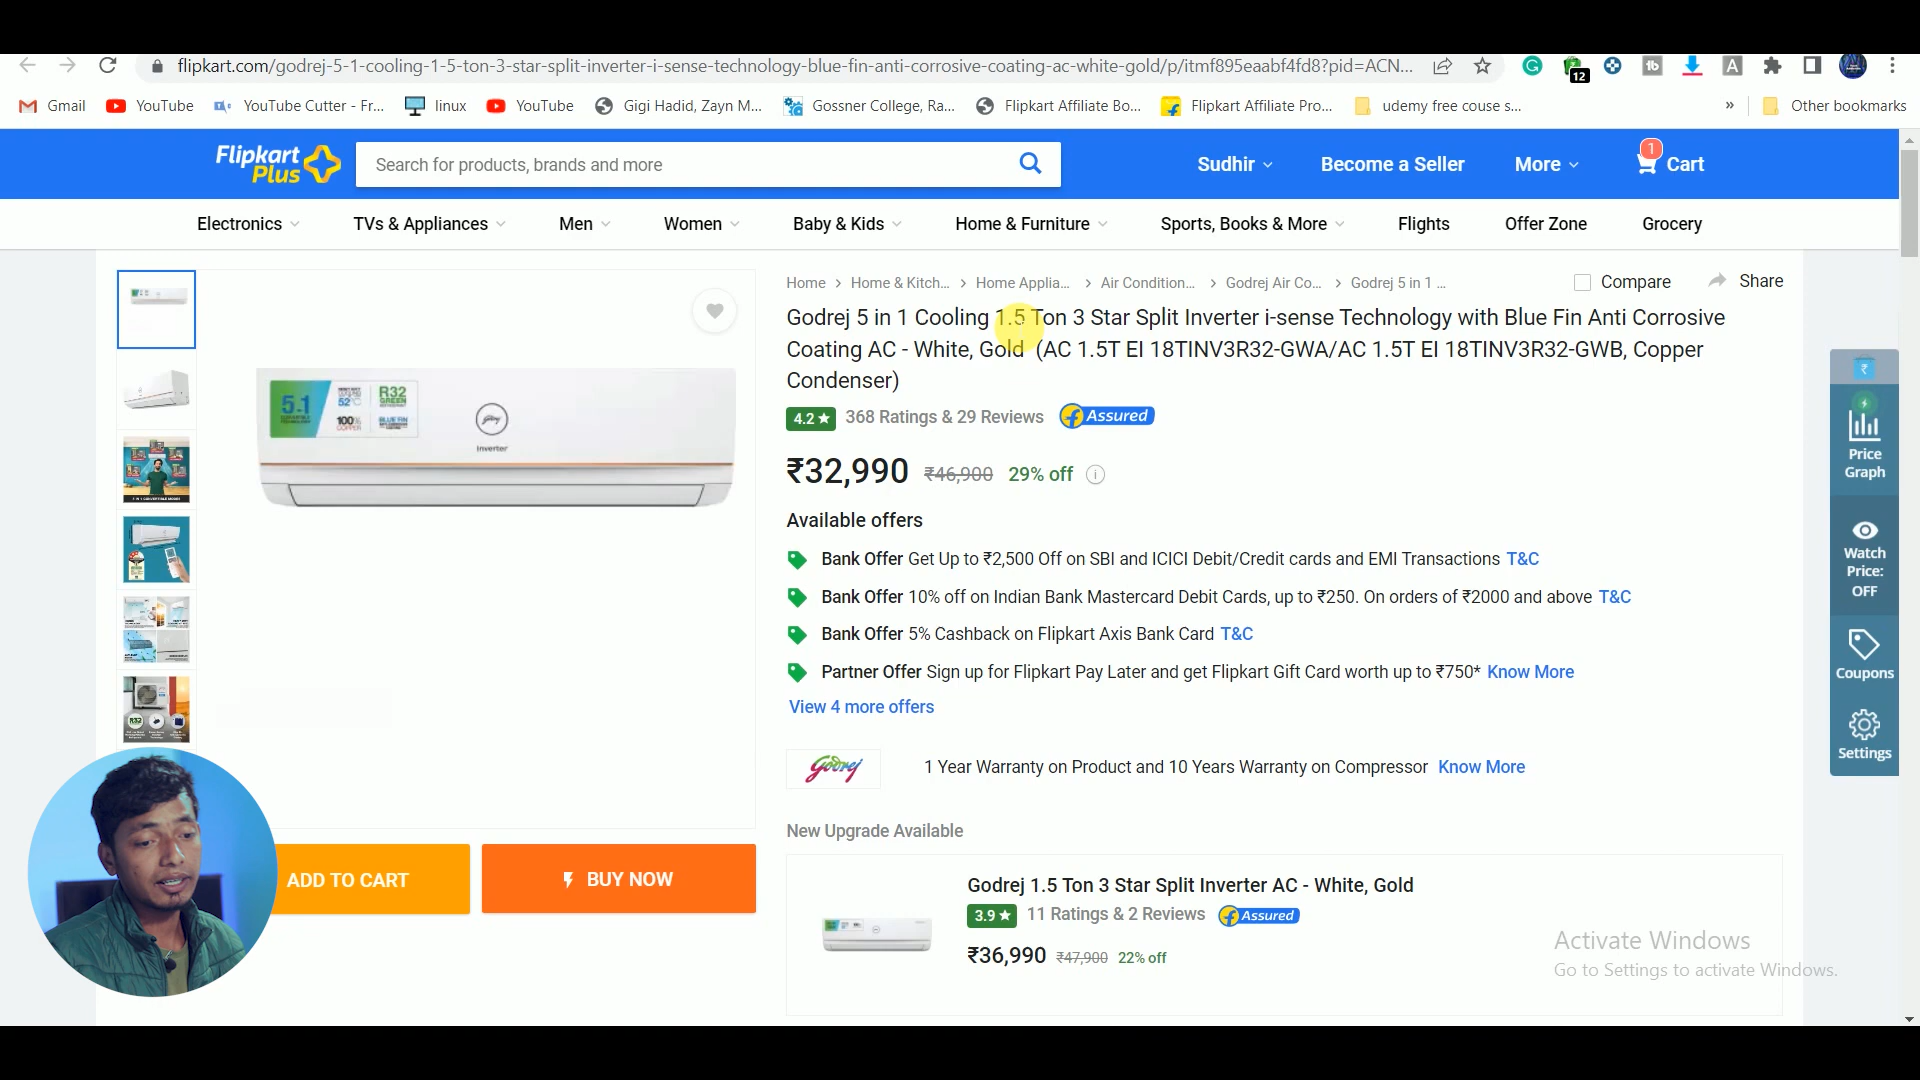 flipkart.com/godrej-5-1-cooling-1-5-ton-3-star-split-inverter-i-sense-technology-blue-fin-anti-corrosive-coating-ac-white-gold/p/itmf895eaabf4fd8?pid=ACN...
12
Gmail YouTube YouTube Cutter - Fr... linux YouTube Gigi Hadid, Zayn M... Gossner College, Ra... Flipkart Affiliate Bo... Flipkart Affiliate Pro... udemy free couse s... » Other bookmarks
Flipkart
Plus
Search for products, brands and more
Sudhir Become a Seller More 1 Cart
Electronics TVs & Appliances Men Women Baby & Kids Home & Furniture Sports, Books & More Flights Offer Zone Grocery
Home > Home & Kitch... > Home Applia... > Air Condition... > Godrej Air Co... > Godrej 5 in 1 ...
Compare Share
Godrej 5 in 1 Cooling 1.5 Ton 3 Star Split Inverter i-sense Technology with Blue Fin Anti Corrosive
Coating AC - White, Gold (AC 1.5T EI 18TINV3R32-GWA/AC 1.5T EI 18TINV3R32-GWB, Copper
Condenser)
4.2 ★ 368 Ratings & 29 Reviews Assured
₹32,990 ₹46,900 29% off i
Available offers
Bank Offer Get Up to ₹2,500 Off on SBI and ICICI Debit/Credit cards and EMI Transactions T&C
Bank Offer 10% off on Indian Bank Mastercard Debit Cards, up to ₹250. On orders of ₹2000 and above T&C
Bank Offer 5% Cashback on Flipkart Axis Bank Card T&C
Partner Offer Sign up for Flipkart Pay Later and get Flipkart Gift Card worth up to ₹750* Know More
View 4 more offers
Godrej
1 Year Warranty on Product and 10 Years Warranty on Compressor Know More
New Upgrade Available
Godrej 1.5 Ton 3 Star Split Inverter AC - White, Gold
3.9 ★ 11 Ratings & 2 Reviews Assured
₹36,990 ₹47,900 22% off
5.1
52°C
R32
GREEN
100%
COPPER
BLUE FIN
Inverter
ADD TO CART
BUY NOW
Price
Graph
Watch
Price:
OFF
Coupons
Settings
Activate Windows
Go to Settings to activate Windows.